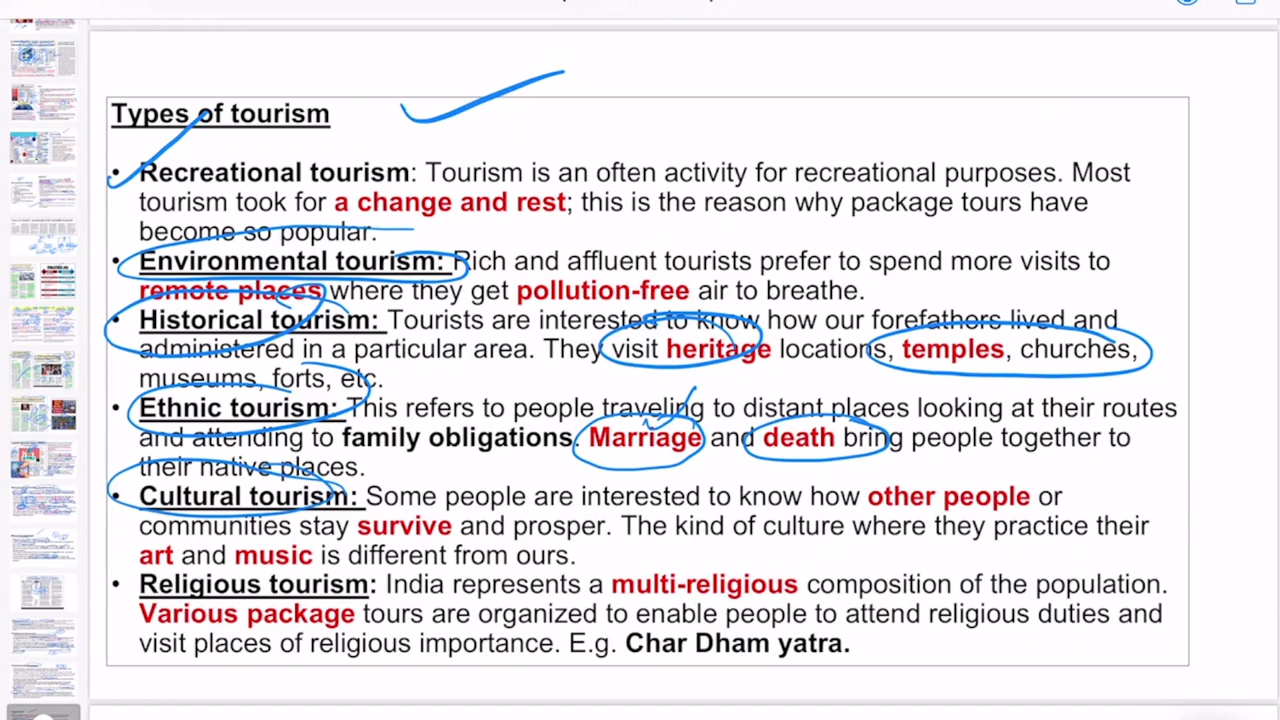 Types of tourism
• Recreational tourism: Tourism is an often activity for recreational purposes. Most
tourism took for a change and rest; this is the reason why package tours have
become so popular.
• Environmental tourism: Rich and affluent tourists prefer to spend more visits to
remote places where they get pollution-free air to breathe.
• Historical tourism: Tourists are interested to know how our forefathers lived and
administered in a particular area. They visit heritage locations, temples, churches,
museums, forts, etc.
• Ethnic tourism: This refers to people traveling to distant places looking at their routes
and attending to family obligations. Marriage and death bring people together to
their native places.
• Cultural tourism: Some people are interested to know how other people or
communities stay survive and prosper. The kind of culture where they practice their
art and music is different from ours.
• Religious tourism: India represents a multi-religious composition of the population.
Various package tours are organized to enable people to attend religious duties and
visit places of religious importance. E.g. Char Dham yatra.